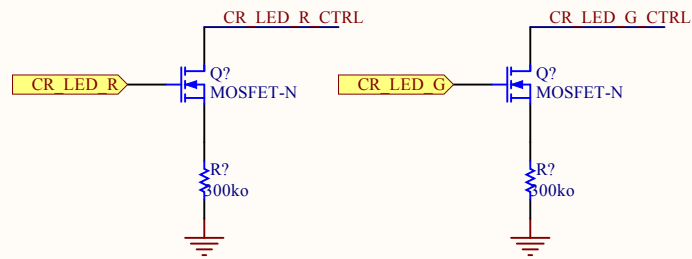 CR_LED_R_CTRL
CR_LED_G_CTRL
CR_LED_R
Q?
MOSFET-N
CR_LED_G
Q?
MOSFET-N
R?
300ko
R?
300ko